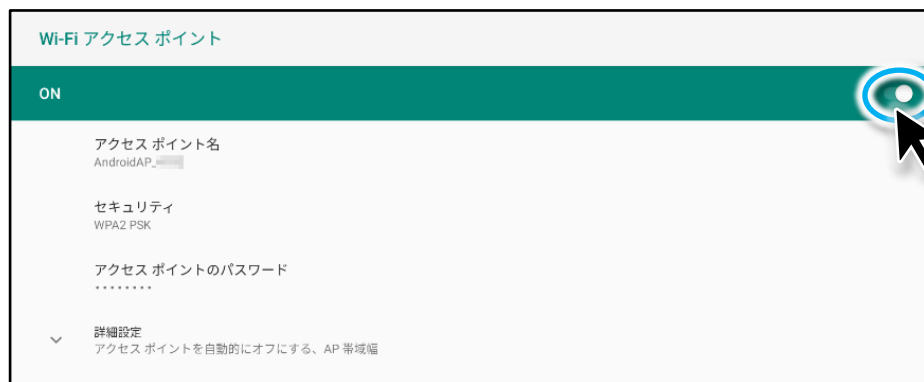 Wi-Fi アクセス ポイント
ON
アクセス ポイント名
AndroidAP_
セキュリティ
WPA2 PSK
アクセス ポイントのパスワード
••••••••
詳細設定
アクセス ポイントを自動的にオフにする、AP 帯域幅